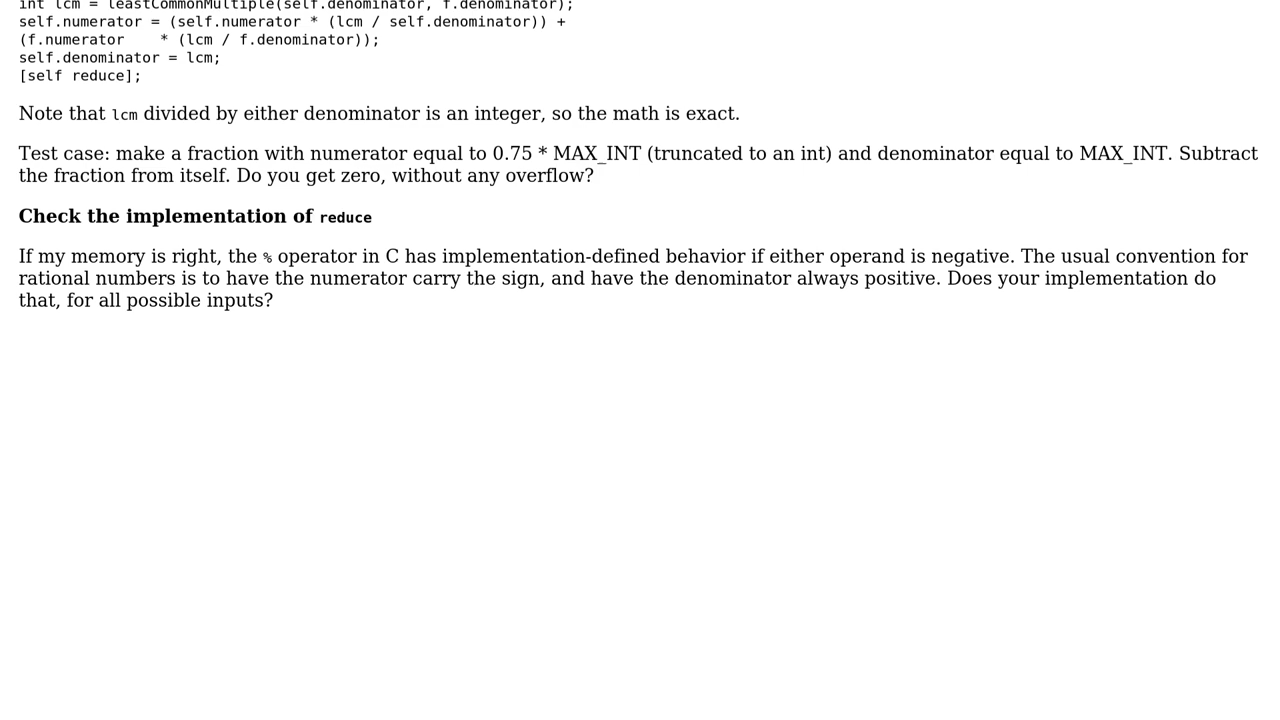 int lcm = leastCommonMultiple(self.denominator, f.denominator);
self.numerator = (self.numerator * (lcm / self.denominator)) +
(f.numerator    * (lcm / f.denominator));
self.denominator = lcm;
[self reduce];
Note that lcm divided by either denominator is an integer, so the math is exact.
Test case: make a fraction with numerator equal to 0.75 * MAX_INT (truncated to an int) and denominator equal to MAX_INT. Subtract
the fraction from itself. Do you get zero, without any overflow?
Check the implementation of reduce
If my memory is right, the % operator in C has implementation-defined behavior if either operand is negative. The usual convention for
rational numbers is to have the numerator carry the sign, and have the denominator always positive. Does your implementation do
that, for all possible inputs?